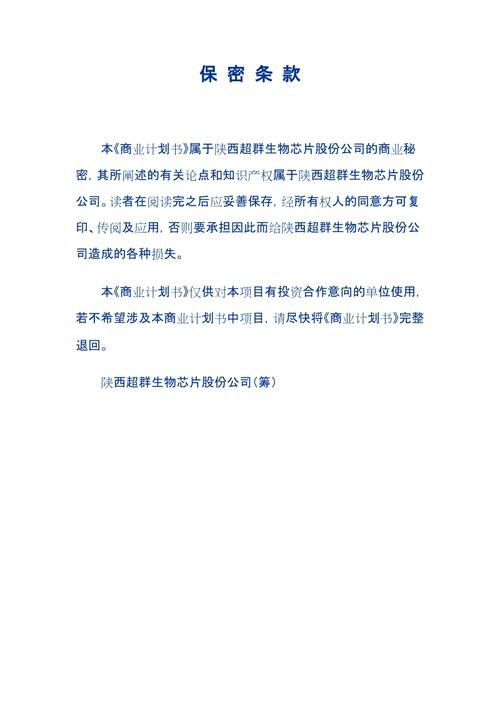 保密条款
本《商业计划书》属于陕西超群生物芯片股份公司的商业秘
密，其所阐述的有关论点和知识产权属于陕西超群生物芯片股份
公司。读者在阅读完之后应妥善保存，经所有权人的同意方可复
印、传阅及应用，否则要承担因此而给陕西超群生物芯片股份公
司造成的各种损失。
本《商业计划书》仅供对本项目有投资合作意向的单位使用，
若不希望涉及本商业计划书中项目，请尽快将《商业计划书》完整
退回。
陕西超群生物芯片股份公司（筹）